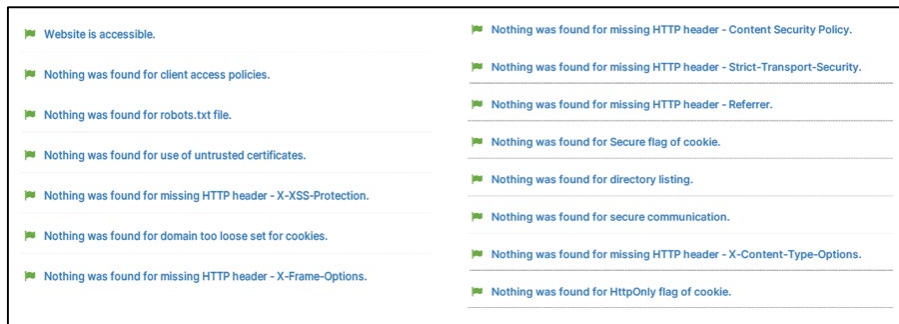 Website is accessible.
Nothing was found for client access policies.
Nothing was found for robots.txt file.
Nothing was found for use of untrusted certificates.
Nothing was found for missing HTTP header - X-XSS-Protection.
Nothing was found for domain too loose set for cookies.
Nothing was found for missing HTTP header - X-Frame-Options.
Nothing was found for missing HTTP header - Content Security Policy.
Nothing was found for missing HTTP header - Strict-Transport-Security.
Nothing was found for missing HTTP header - Referrer.
Nothing was found for Secure flag of cookie.
Nothing was found for directory listing.
Nothing was found for secure communication.
Nothing was found for missing HTTP header - X-Content-Type-Options.
Nothing was found for HttpOnly flag of cookie.